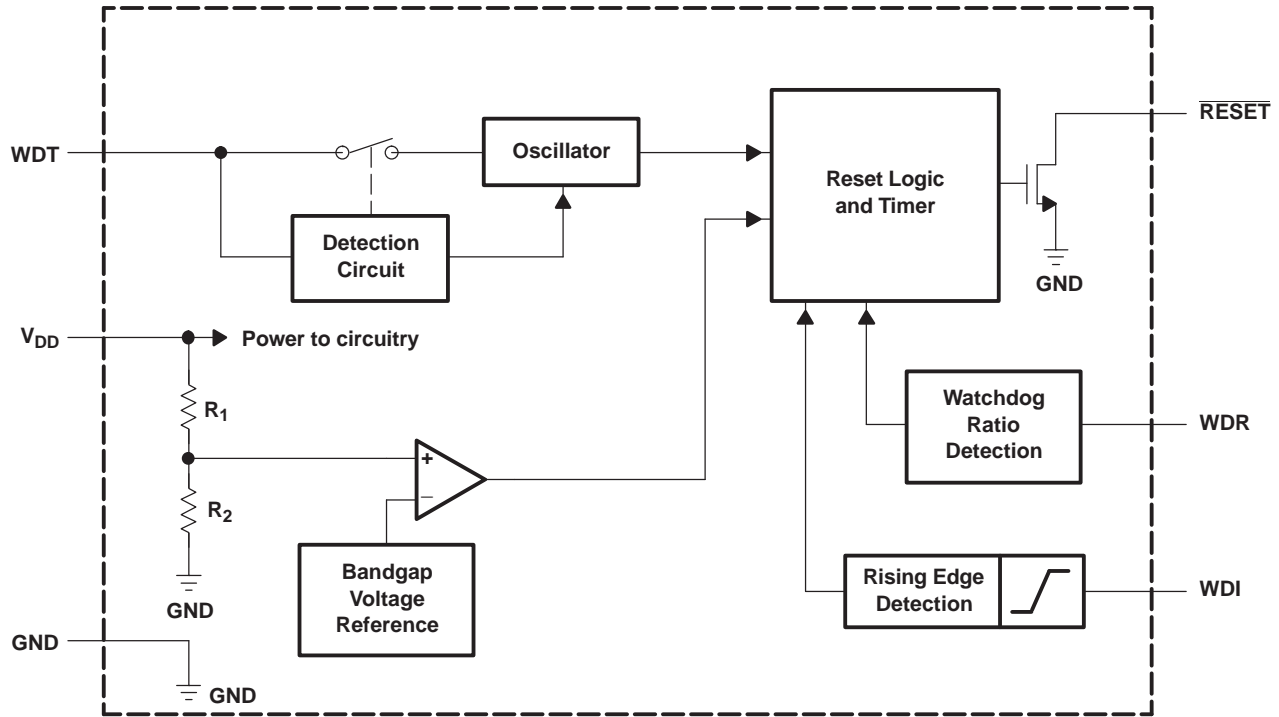 RESET
WDT
Oscillator
Reset Logic
and Timer
Detection
Circuit
GND
VDD
Power to circuitry
R1
Watchdog
Ratio
Detection
WDR
+
−
R2
Bandgap
Voltage
Reference
Rising Edge
Detection
WDI
GND
GND
GND